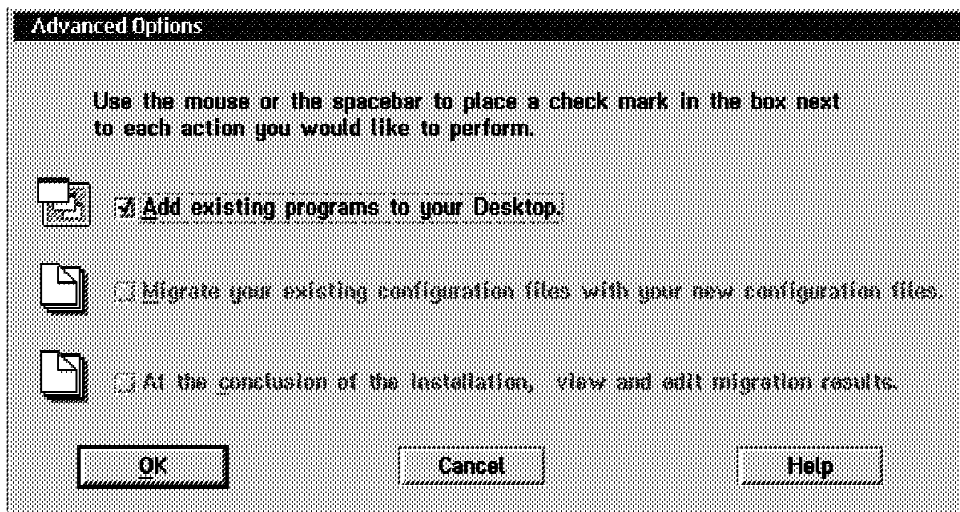 Advanced Options
Use the mouse or the spacebar to place a check mark in the box next
to each action you would like to perform.
Add existing programs to your Desktop.
Migrate your existing configuration files with your new configuration files.
At the conclusion of the installation, view and edit migration results.
OK
Cancel
Help